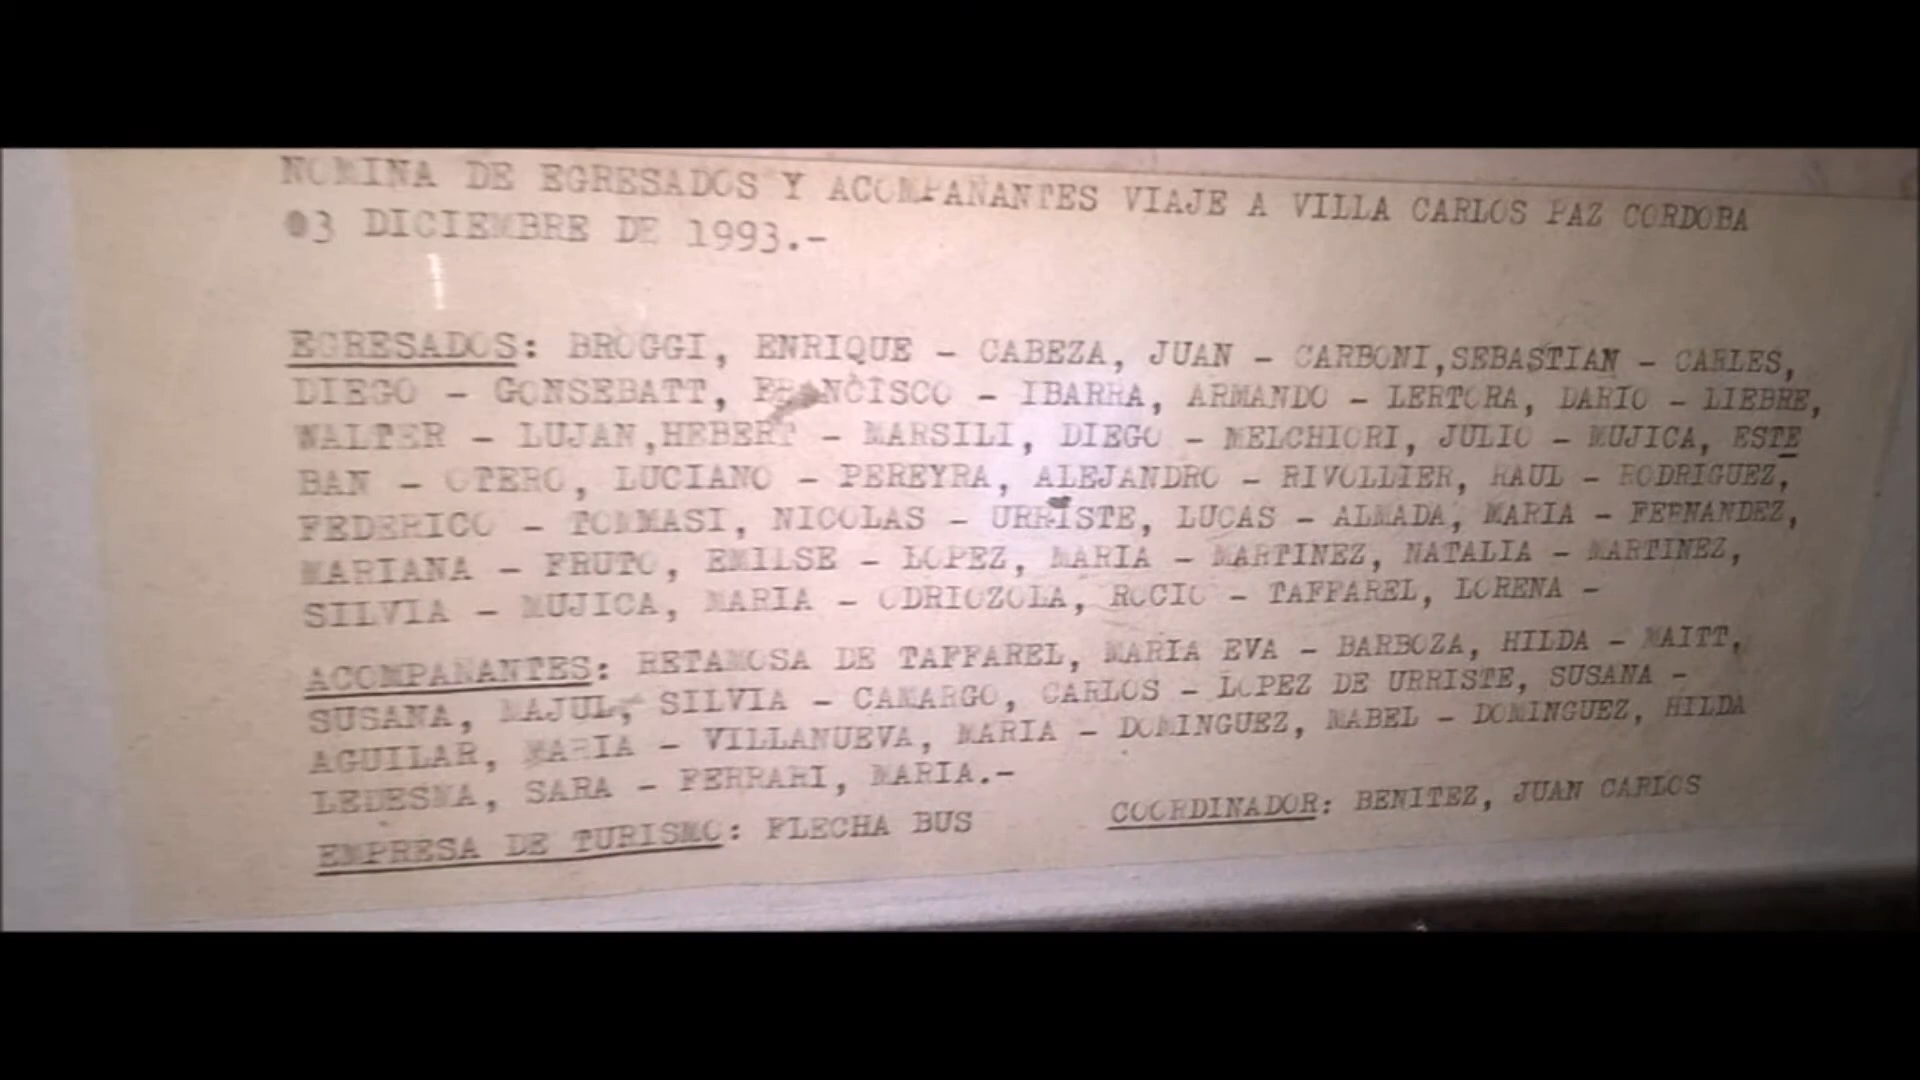 NOMINA DE EGRESADOS Y ACOMPAÑANTES VIAJE A VILLA CARLOS PAZ CORDOBA
03 DICIEMBRE DE 1993.-
EGRESADOS: BROGGI, ENRIQUE - CABEZA, JUAN - CARBONI,SEBASTIAN - CARLES,
DIEGO - GONSEBATT, FRANCISCO - IBARRA, ARMANDO - LERTORA, DARIO - LIEBRE,
WALTER - LUJAN,HEBERT - MARSILI, DIEGO - MELCHIORI, JULIO - MUJICA, ESTE
BAN - OTERO, LUCIANO - PEREYRA, ALEJANDRO - RIVOLLIER, RAUL - RODRIGUEZ,
FEDERICO - TOMMASI, NICOLAS - URRISTE, LUCAS - ALMADA, MARIA - FERNANDEZ,
MARIANA - FRUTO, EMILSE - LOPEZ, MARIA - MARTINEZ, NATALIA - MARTINEZ,
SILVIA - MUJICA, MARIA - ODRIOZOLA, ROCIO - TAFFAREL, LORENA -
ACOMPAÑANTES: RETAMOSA DE TAFFAREL, MARIA EVA - BARBOZA, HILDA - MAITT,
SUSANA, MAJUL, SILVIA - CAMARGO, CARLOS - LOPEZ DE URRISTE, SUSANA -
AGUILAR, MARIA - VILLANUEVA, MARIA - DOMINGUEZ, MABEL - DOMINGUEZ, HILDA
LEDESMA, SARA - FERRARI, MARIA.-
EMPRESA DE TURISMO: FLECHA BUS COORDINADOR: BENITEZ, JUAN CARLOS